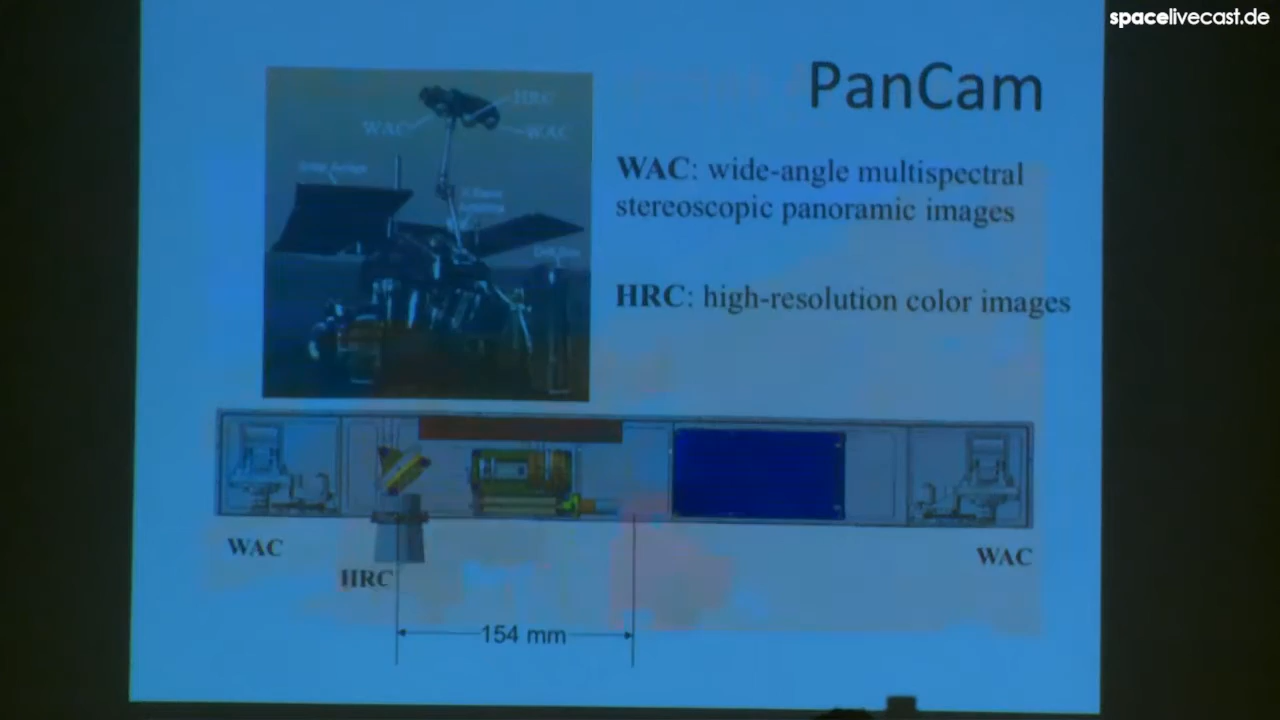 spacelivecast.de
PanCam
HRC
WAC
WAC
WAC: wide-angle multispectral
stereoscopic panoramic images
HRC: high-resolution color images
WAC
HRC
WAC
154 mm